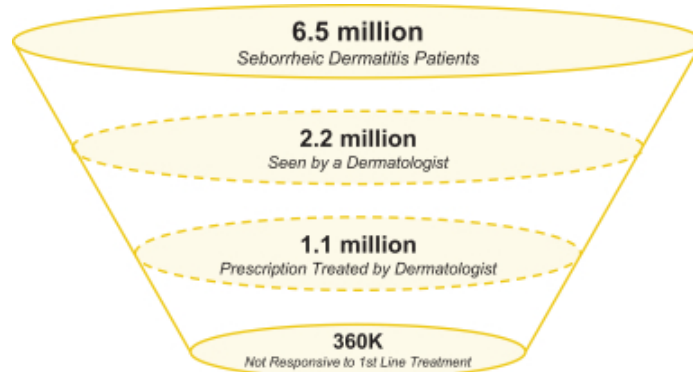 6.5 million
Seborrheic Dermatitis Patients
2.2 million
Seen by a Dermatologist
1.1 million
Prescription Treated by Dermatologist
360K
Not Responsive to 1st Line Treatment